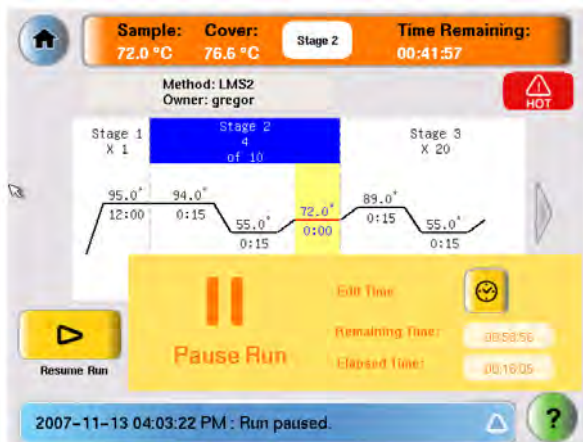 Sample: Cover: Stage 2 Time Remaining:
72.0 °C 76.6 °C 00:41:57
Method: LMS2
Owner: gregor
HOT
Stage 1 Stage 2 Stage 3
X 1 4 X 20
of 10
95.0° 94.0° 55.0° 72.0° 89.0° 55.0°
12:00 0:15 0:15 0:00 0:15 0:15
Pause Run
Edit Time
Remaining Time:
Elapsed Time: 00:16:05
Resume Run
2007-11-13 04:03:22 PM : Run paused.
?